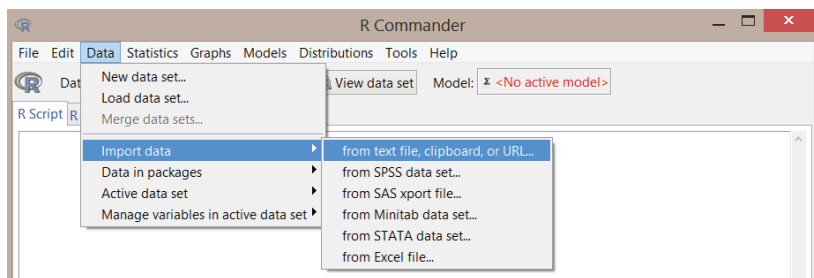 R Commander
File Edit Data Statistics Graphs Models Distributions Tools Help
Dat View data set Model: Σ <No active model>
R Script R
New data set...
Load data set...
Merge data sets...
Import data
Data in packages
Active data set
Manage variables in active data set
from text file, clipboard, or URL...
from SPSS data set...
from SAS xport file...
from Minitab data set...
from STATA data set...
from Excel file...